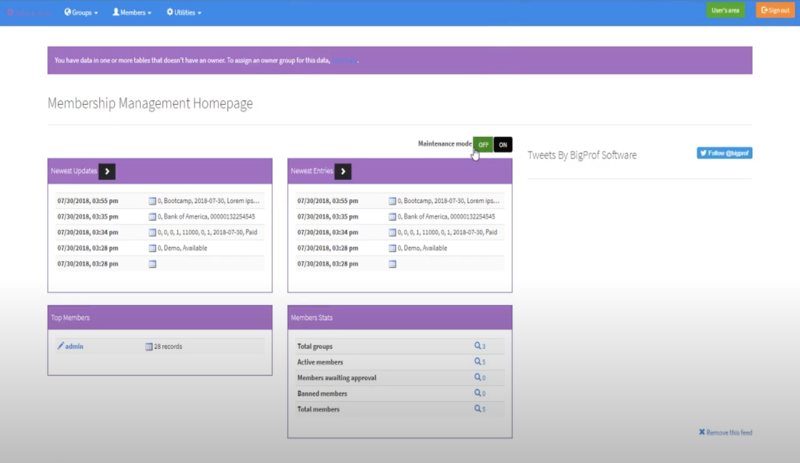 Groups
Members
Utilities
User's area
Sign out
You have data in one or more tables that doesn't have an owner. To assign an owner group for this data,
Membership Management Homepage
Maintenance mode OFF ON
Tweets By BigProf Software
Follow @bigprof
Newest Updates
07/30/2018, 03:55 pm 0, Bootcamp, 2018-07-30, Lorem ips...
07/30/2018, 03:35 pm 0, Bank of America, 00000132254545
07/30/2018, 03:34 pm 0, 0, 0, 1, 11000, 0, 1, 2018-07-30, Paid
07/30/2018, 03:28 pm 0, Demo, Available
07/30/2018, 03:28 pm
Newest Entries
07/30/2018, 03:55 pm 0, Bootcamp, 2018-07-30, Lorem ips...
07/30/2018, 03:35 pm 0, Bank of America, 00000132254545
07/30/2018, 03:34 pm 0, 0, 0, 1, 11000, 0, 1, 2018-07-30, Paid
07/30/2018, 03:28 pm 0, Demo, Available
07/30/2018, 03:28 pm
Top Members
admin 28 records
Members Stats
Total groups 3
Active members 5
Members awaiting approval 0
Banned members 0
Total members 5
Remove this feed